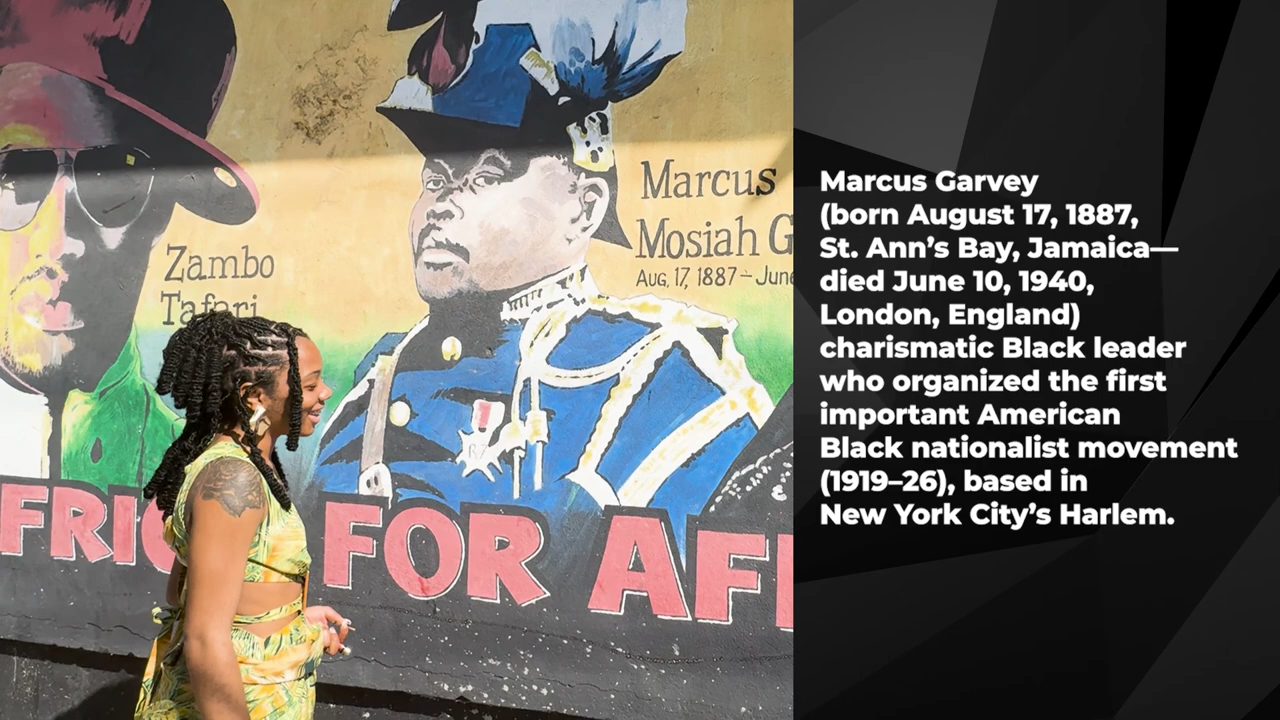 Zambo
Tafari
Marcus
Mosiah G
Aug. 17, 1887 – June
FRIC
FOR AF
Marcus Garvey
(born August 17, 1887,
St. Ann’s Bay, Jamaica—
died June 10, 1940,
London, England)
charismatic Black leader
who organized the first
important American
Black nationalist movement
(1919–26), based in
New York City’s Harlem.